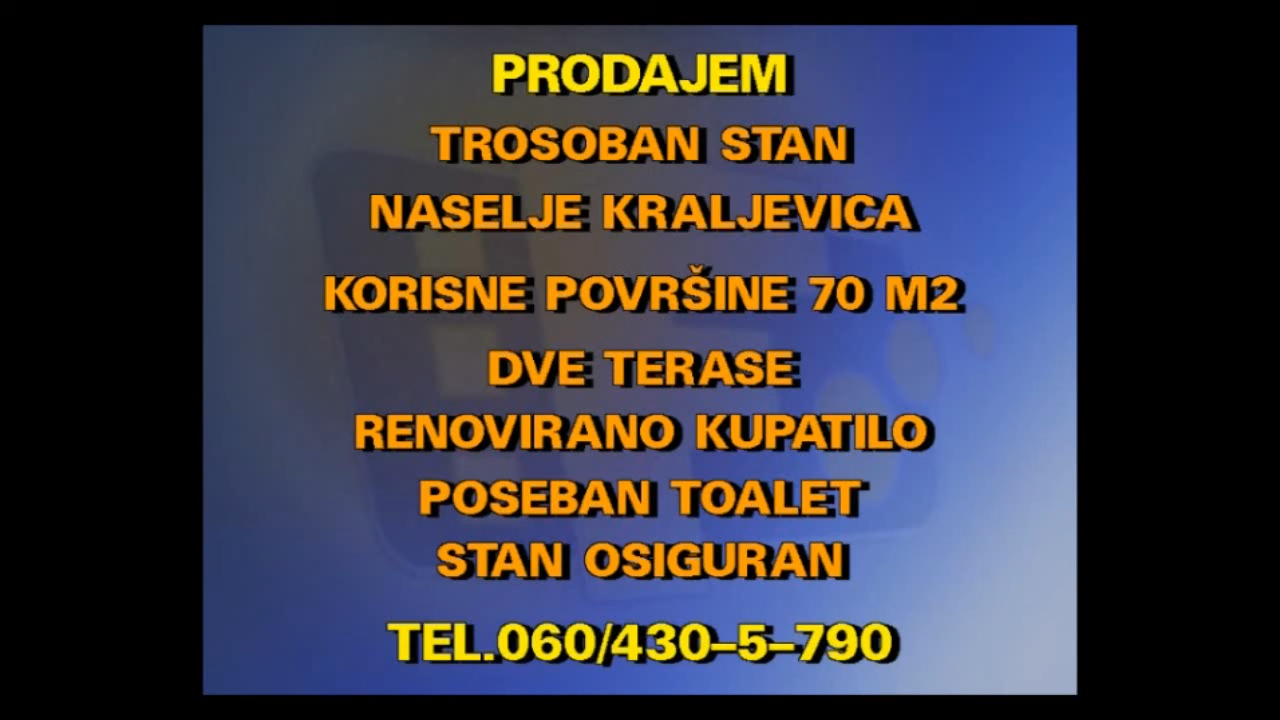 PRODAJEM
TROSOBAN STAN
NASELJE KRALJEVICA
KORISNE POVRŠINE 70 M2
DVE TERASE
RENOVIRANO KUPATILO
POSEBAN TOALET
STAN OSIGURAN
TEL.060/430-5-790